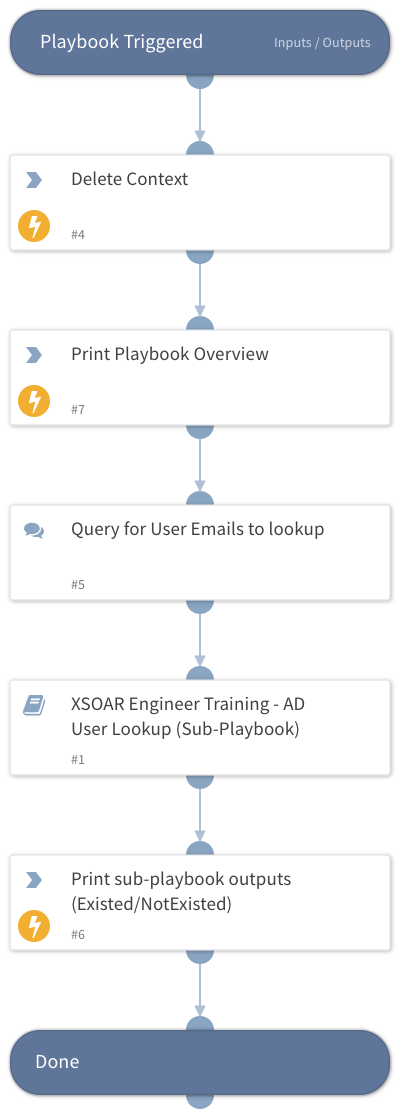 Playbook Triggered
Inputs / Outputs
Delete Context
#4
Print Playbook Overview
#7
Query for User Emails to lookup
#5
XSOAR Engineer Training - AD
User Lookup (Sub-Playbook)
#1
Print sub-playbook outputs
(Existed/NotExisted)
#6
Done